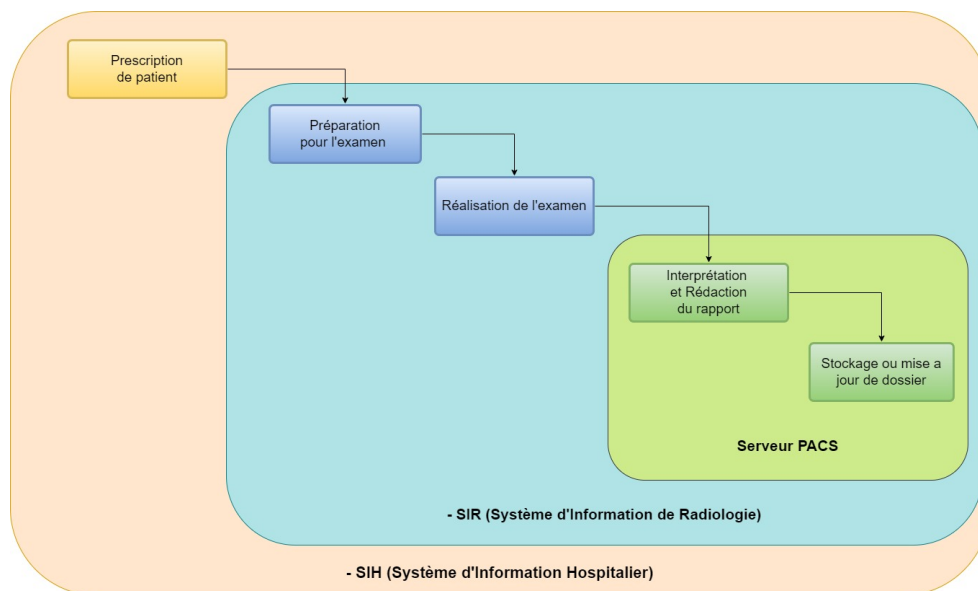 Prescription
de patient
Préparation
pour l'examen
Réalisation de l'examen
Interprétation
et Rédaction
du rapport
Stockage ou mise a
jour de dossier
Serveur PACS
- SIR (Système d'Information de Radiologie)
- SIH (Système d'Information Hospitalier)